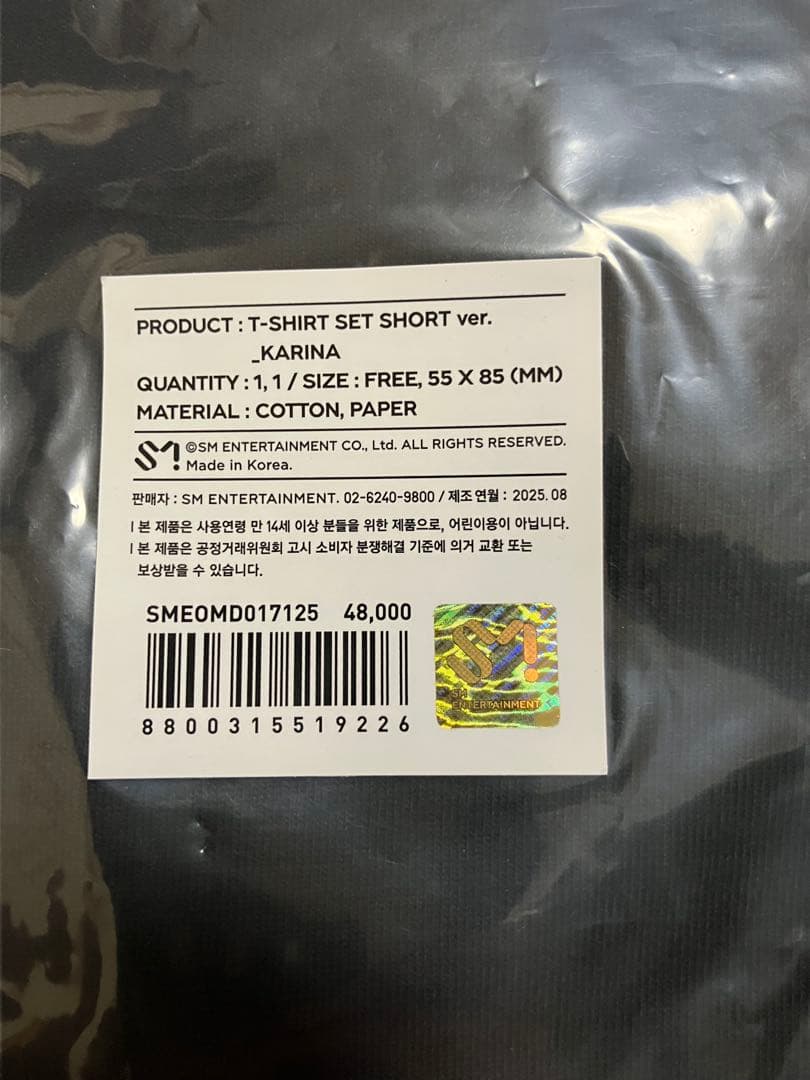 PRODUCT : T-SHIRT SET SHORT ver.
_KARINA
QUANTITY : 1, 1 / SIZE : FREE, 55 X 85 (MM)
MATERIAL : COTTON, PAPER
SM ©SM ENTERTAINMENT CO., Ltd. ALL RIGHTS RESERVED.
Made in Korea.
판매자 : SM ENTERTAINMENT. 02-6240-9800 / 제조연월 : 2025.08
l 본 제품은 사용연령 만 14세 이상 분들을 위한 제품으로, 어린이용이 아닙니다.
l 본 제품은 공정거래위원회 고시 소비자 분쟁해결 기준에 의거 교환 또는
보상받을 수 있습니다.
SMEOMD017125 48,000
8800315519226
SM
SM
ENTERTAINMENT